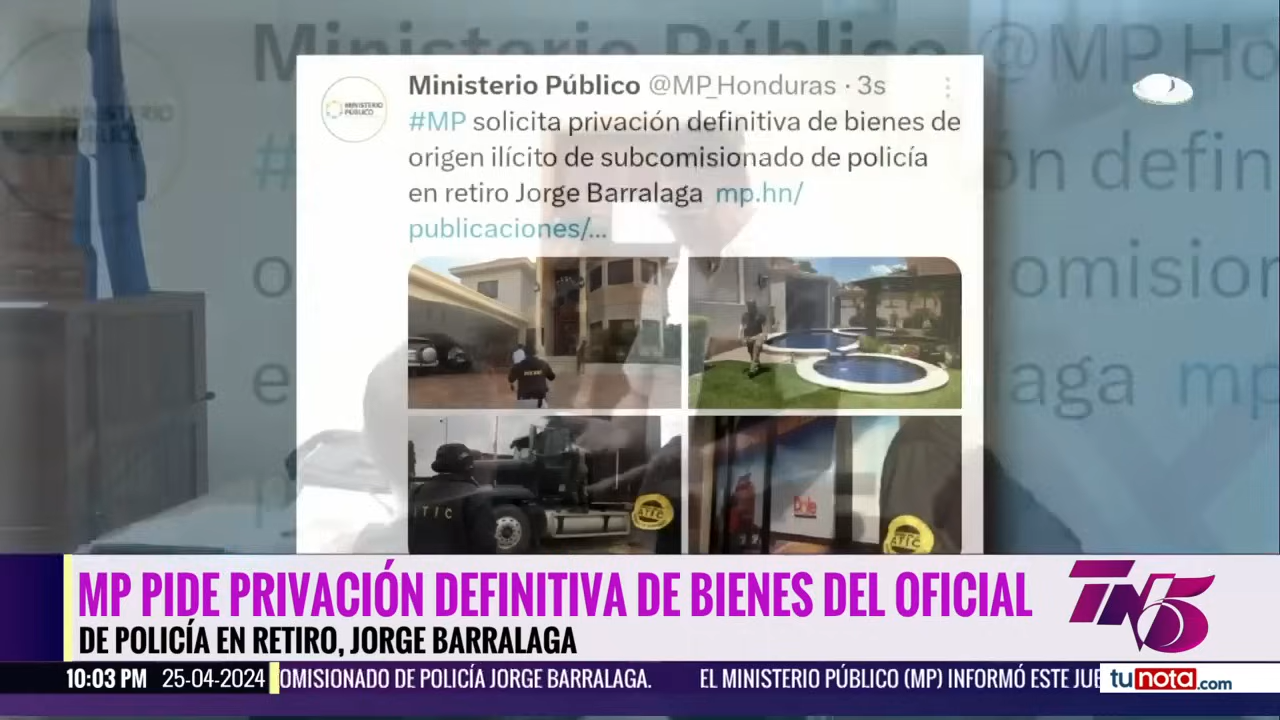 Ministerio Público @MP_Honduras · 3s
#MP solicita privación definitiva de bienes de
origen ilícito de subcomisionado de policía
en retiro Jorge Barralaga mp.hn/
publicaciones/...
MINISTERIO
PÚBLICO
Dole
ATIC
ATIC
MP PIDE PRIVACIÓN DEFINITIVA DE BIENES DEL OFICIAL
DE POLICÍA EN RETIRO, JORGE BARRALAGA
TN5
10:03 PM 25-04-2024 OMISIONADO DE POLICÍA JORGE BARRALAGA. EL MINISTERIO PÚBLICO (MP) INFORMÓ ESTE JUE
tunota.com